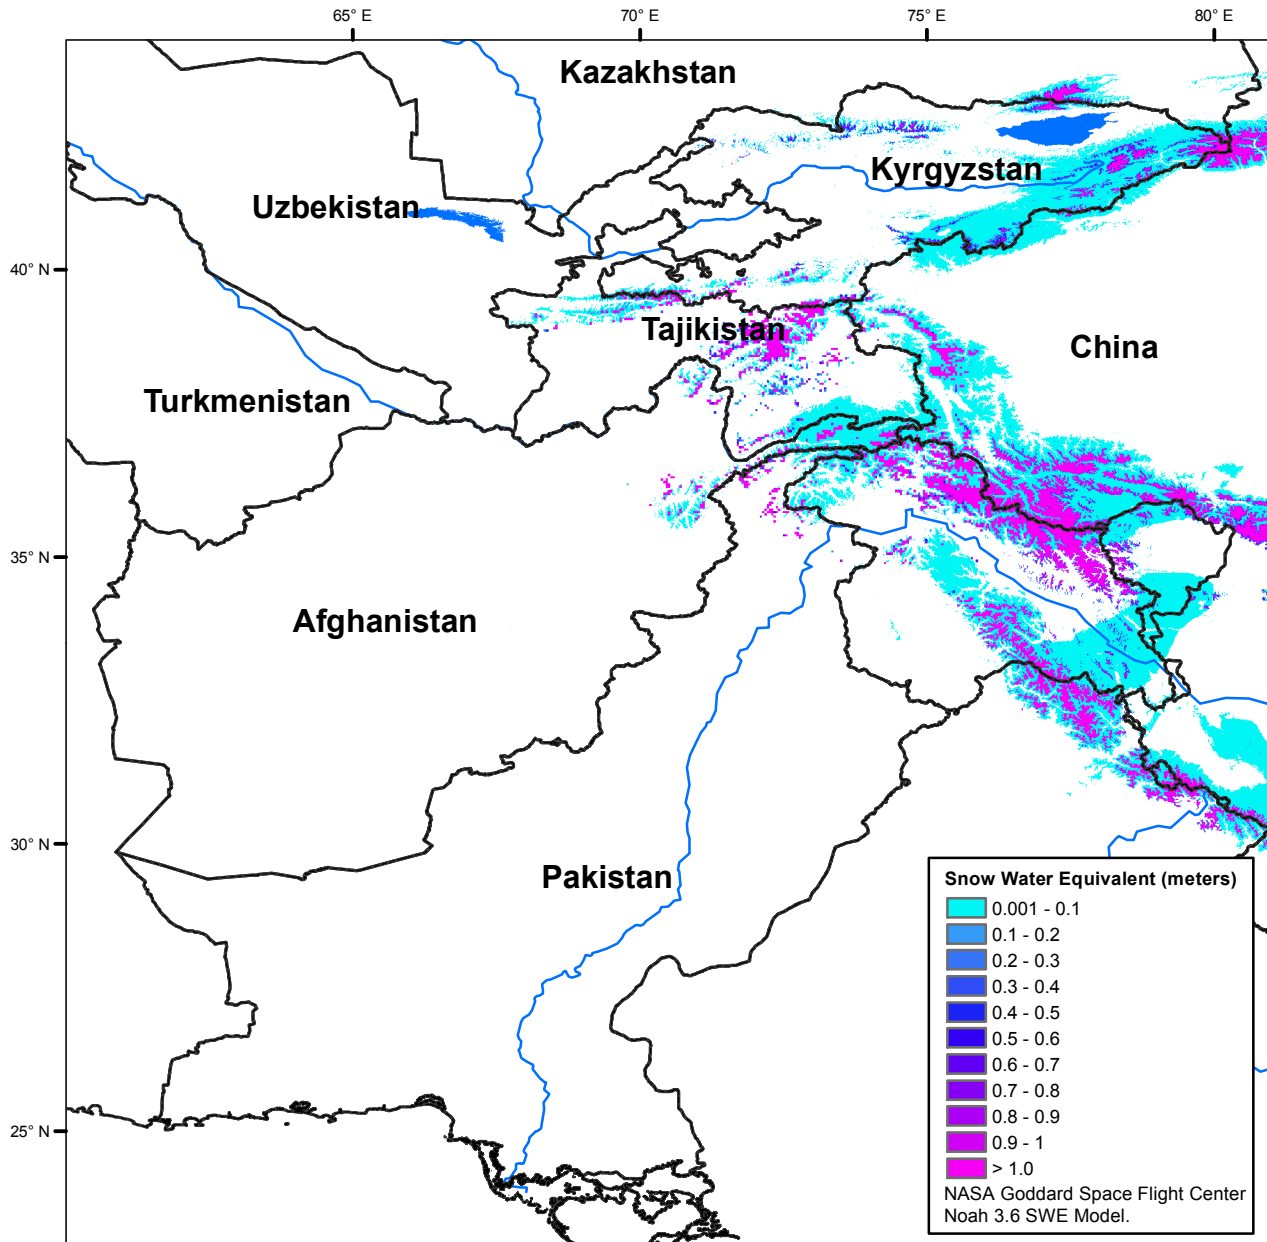 65° E
70° E
75° E
80° E
Kazakhstan
Kyrgyzstan
Uzbekistan
40° N
Tajikistan
China
Turkmenistan
35° N
Afghanistan
30° N
Pakistan
25° N
Snow Water Equivalent (meters)
0.001 - 0.1
0.1 - 0.2
0.2 - 0.3
0.3 - 0.4
0.4 - 0.5
0.5 - 0.6
0.6 - 0.7
0.7 - 0.8
0.8 - 0.9
0.9 - 1
> 1.0
NASA Goddard Space Flight Center
Noah 3.6 SWE Model.